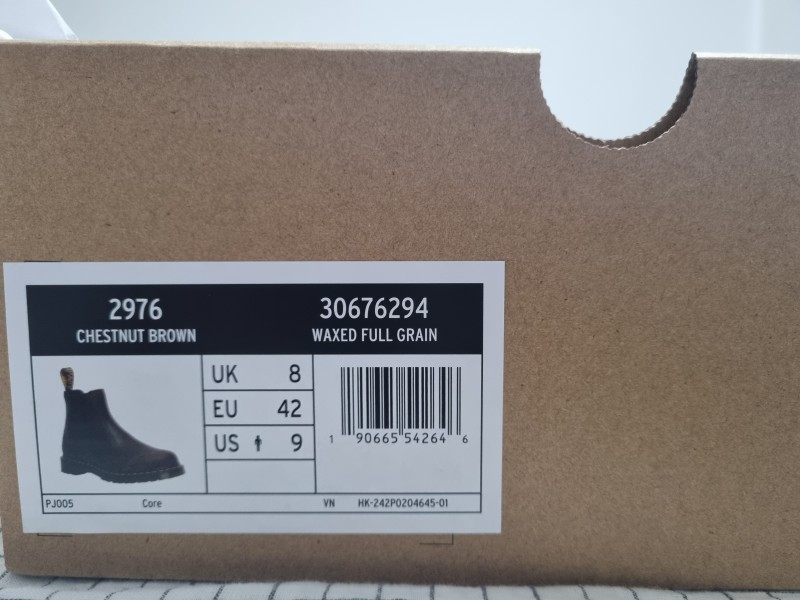 2976
CHESTNUT BROWN
30676294
WAXED FULL GRAIN
UK 8
EU 42
US 9
1 90665 54264 6
PJ005 Core VN HK-242P0204645-01